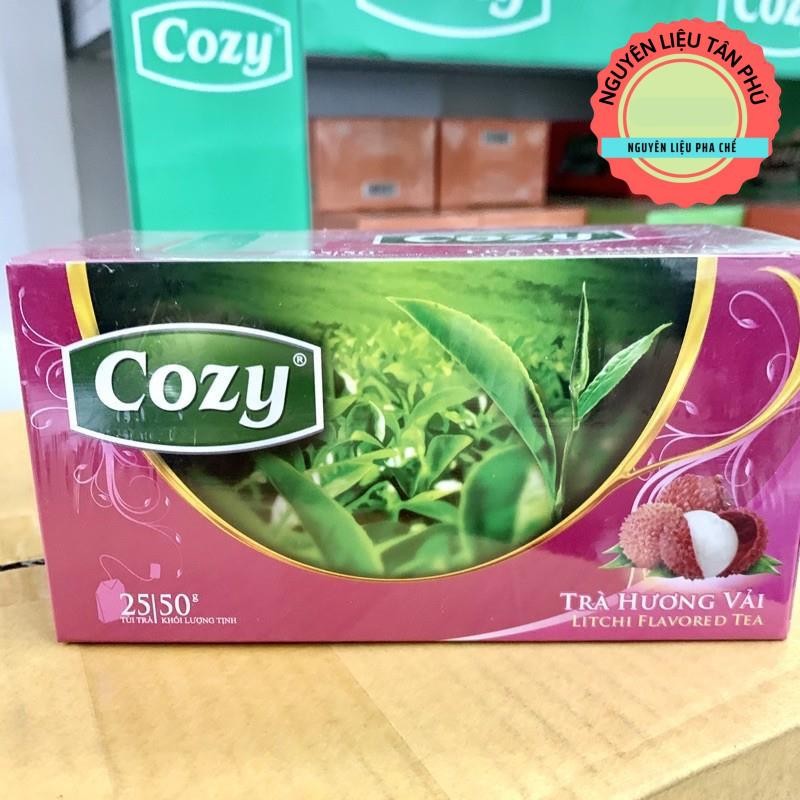 Cozy
NGUYÊN LIỆU TÂN PHÚ
NGUYÊN LIỆU PHA CHẾ
Cozy
Cozy®
25|50g
TÚI TRÀ KHỐI LƯỢNG TỊNH
TRÀ HƯƠNG VẢI
LITCHI FLAVORED TEA